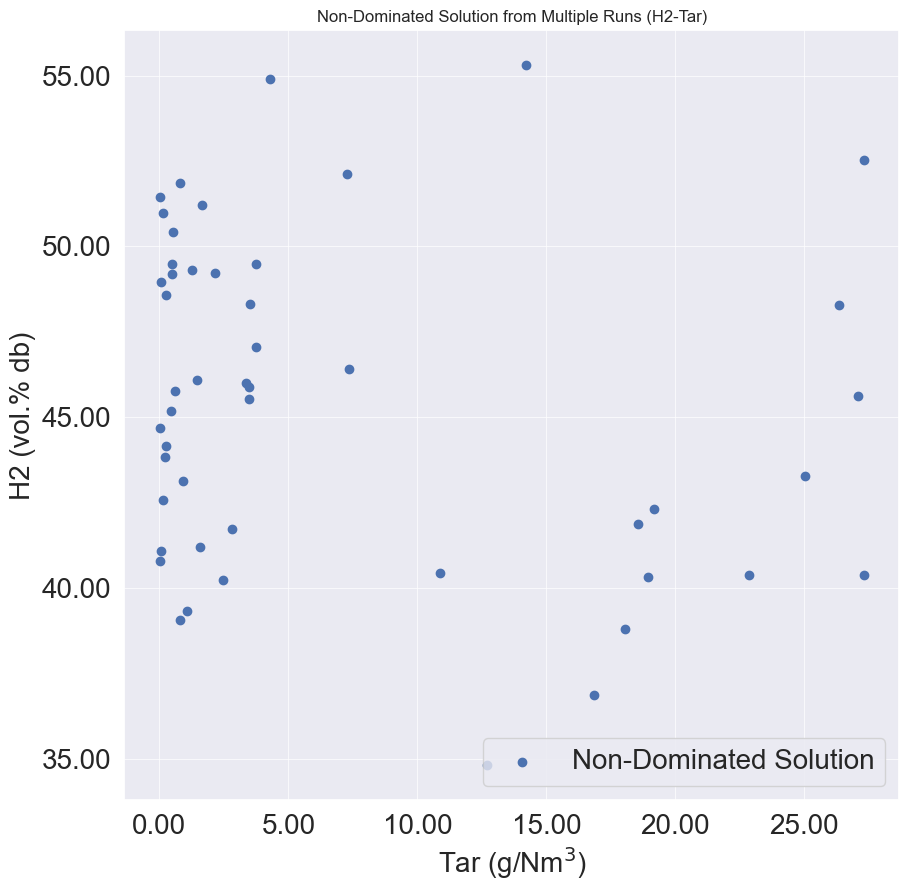 Non-Dominated Solution from Multiple Runs (H2-Tar)
55.00
50.00
45.00
40.00
35.00
H2 (vol.% db)
Non-Dominated Solution
0.00 5.00 10.00 15.00 20.00 25.00
Tar (g/Nm³)